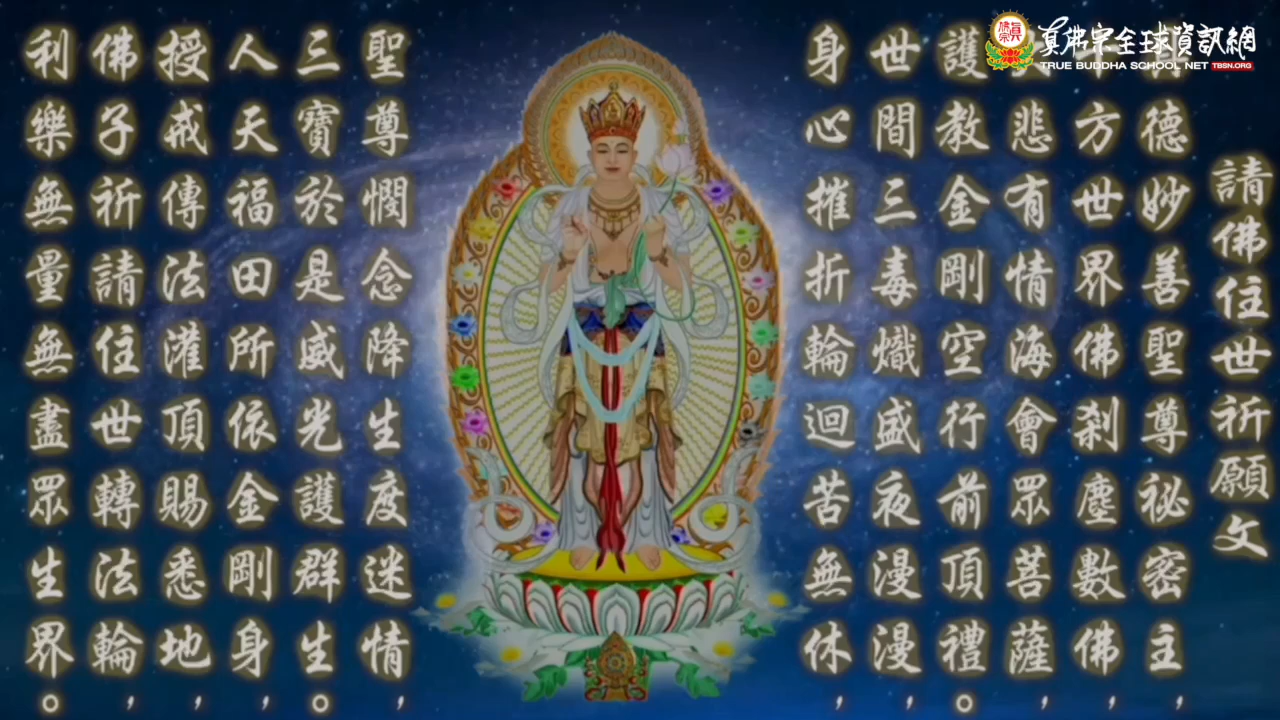 真佛宗全球資訊網
TRUE BUDDHA SCHOOL NET TBSN.ORG
請佛住世祈願文
德妙善聖尊祕密主，
方世界佛剎塵數佛，
悲有情海會眾菩薩，
護教金剛空行前頂禮。
世間三毒熾盛夜漫漫，
身心摧折輪迴苦無休，
聖尊憫念降生度迷情，
三寶於是威光護群生。
人天福田所依金剛身，
授戒傳法灌頂賜悉地，
佛子祈請住世轉法輪，
利樂無量無盡眾生界。